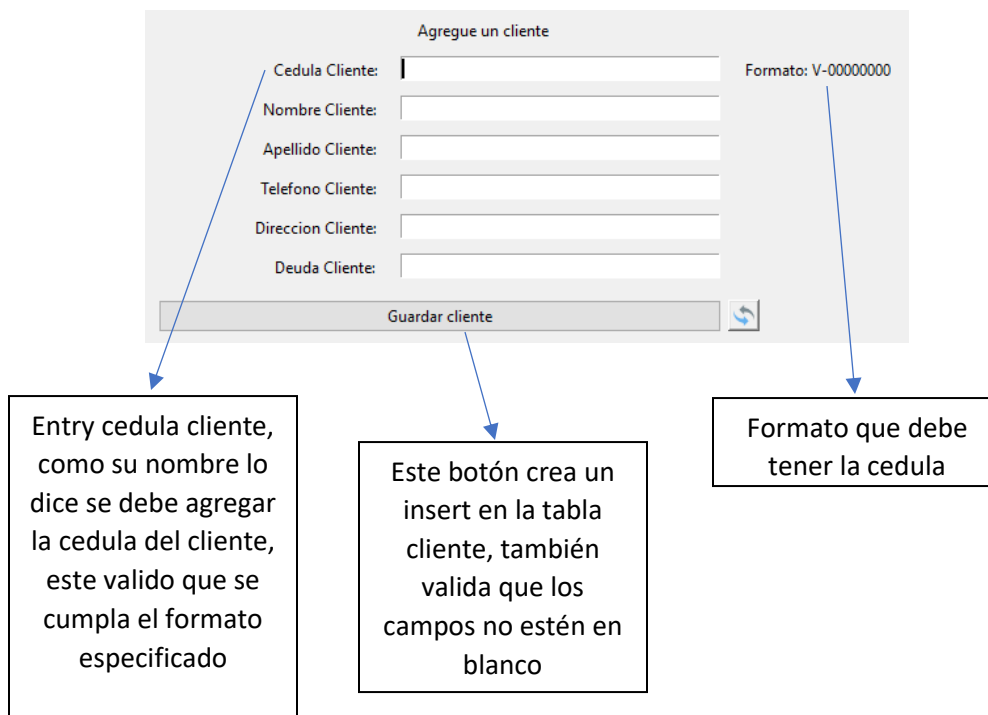 Agregue un cliente
Cedula Cliente:
Formato: V-00000000
Nombre Cliente:
Apellido Cliente:
Telefono Cliente:
Direccion Cliente:
Deuda Cliente:
Guardar cliente
Entry cedula cliente,
como su nombre lo
dice se debe agregar
la cedula del cliente,
este valido que se
cumpla el formato
especificado
Este botón crea un
insert en la tabla
cliente, también
valida que los
campos no estén en
blanco
Formato que debe
tener la cedula